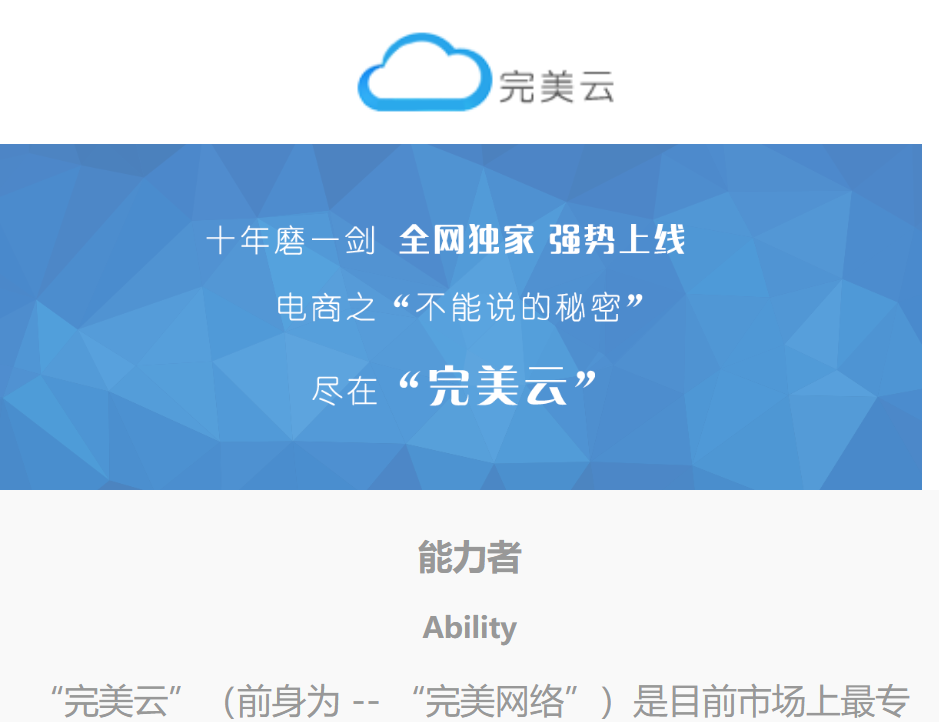 完美云
十年磨一剑 全网独家 强势上线
电商之“不能说的秘密”
尽在“完美云”
能力者
Ability
“完美云”（前身为 -- “完美网络”）是目前市场上最专